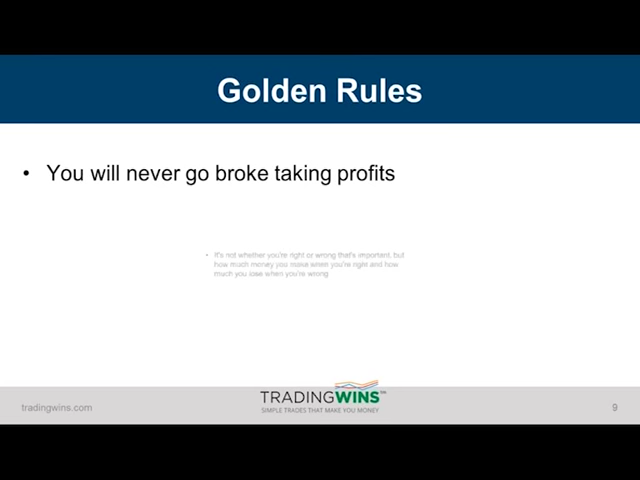 Golden Rules
• You will never go broke taking profits
• It's not whether you're right or wrong that's important, but
how much money you make when you're right and how
much you lose when you're wrong
tradingwins.com
TRADINGWINS℠
SIMPLE TRADES THAT MAKE YOU MONEY
9